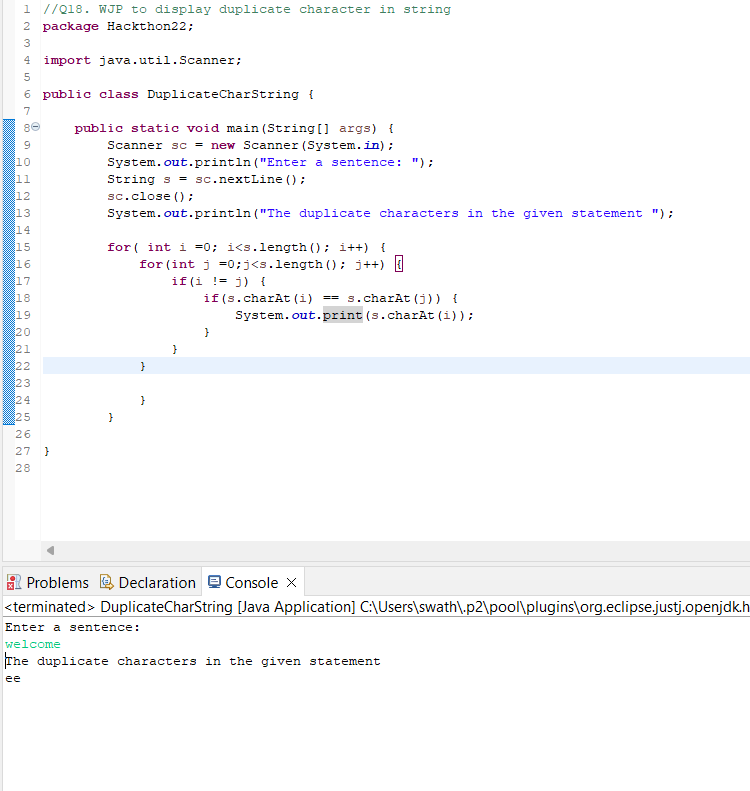 1 //Q18. WJP to display duplicate character in string
2 package Hackthon22;
3
4 import java.util.Scanner;
5
6 public class DuplicateCharString {
7
8 public static void main(String[] args) {
9 Scanner sc = new Scanner(System.in);
10 System.out.println("Enter a sentence: ");
11 String s = sc.nextLine();
12 sc.close();
13 System.out.println("The duplicate characters in the given statement ");
14
15 for( int i =0; i<s.length(); i++) {
16 for(int j =0;j<s.length(); j++) {
17 if(i != j) {
18 if(s.charAt(i) == s.charAt(j)) {
19 System.out.print(s.charAt(i));
20 }
21 }
22 }
23
24 }
25 }
26
27 }
28
Problems Declaration Console
<terminated> DuplicateCharString [Java Application] C:\Users\swath\.p2\pool\plugins\org.eclipse.justj.openjdk.h
Enter a sentence:
welcome
The duplicate characters in the given statement
ee